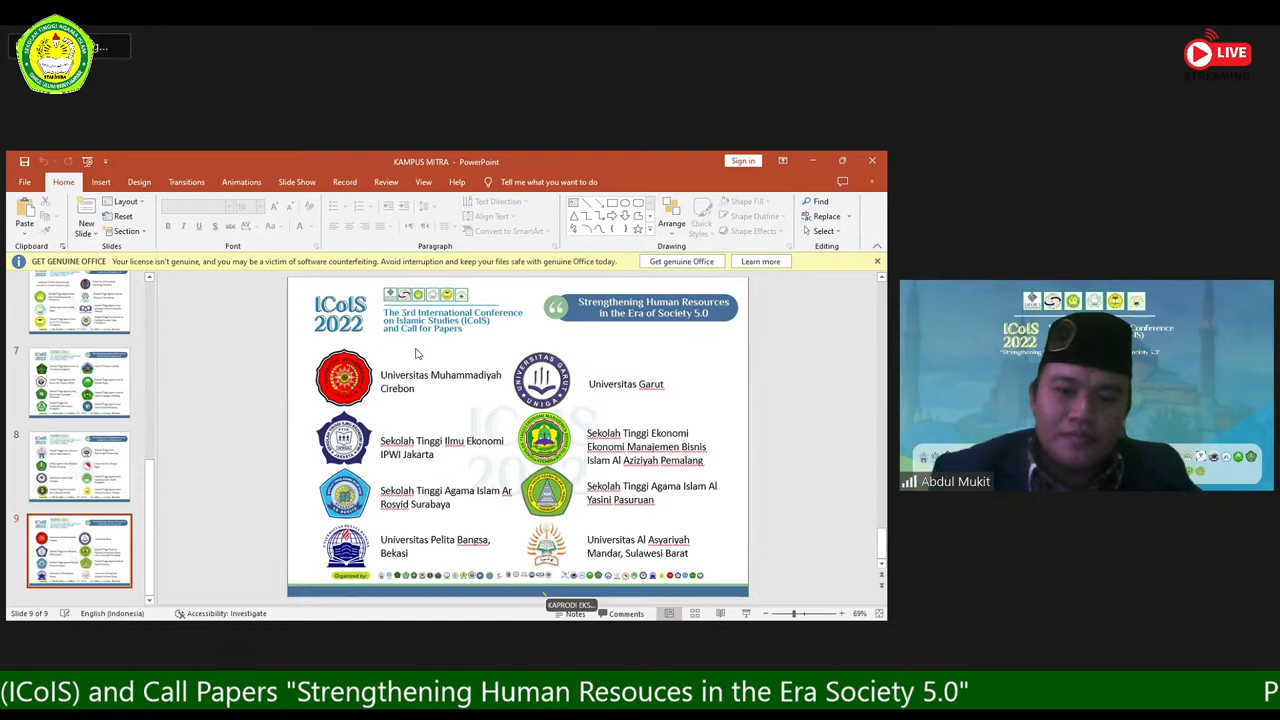 LIVE
STREAMING
KAMPUS MITRA - PowerPoint
Sign in
File Home Insert Design Transitions Animations Slide Show Record Review View Help Tell me what you want to do
Paste
Clipboard
New
Slide
Layout
Reset
Section
Slides
18
Font
Paragraph
Text Direction
Align Text
Convert to SmartArt
Arrange
Quick
Styles
Shape Fill
Shape Outline
Shape Effects
Drawing
Find
Replace
Select
Editing
GET GENUINE OFFICE Your license isn't genuine, and you may be a victim of software counterfeiting. Avoid interruption and keep your files safe with genuine Office today.
Get genuine Office
Learn more
7
8
9
ICoIS
2022
The 3rd International Conference
on Islamic Studies (ICoIS)
and Call for Papers
Strengthening Human Resources
in the Era of Society 5.0
Universitas Muhammadiyah
Cirebon
UNIVERSITAS GARUT
UNIGA
Universitas Garut
Sekolah Tinggi Ilmu Ekonomi
IPWI Jakarta
Sekolah Tinggi Ekonomi
Ekonomi Manajemen Bisnis
Islam Al Aziziyah Pemalang
Sekolah Tinggi Agama Islam
Rosyid Surabaya
Sekolah Tinggi Agama Islam Al
Yasini Pasuruan
Universitas Pelita Bangsa,
Bekasi
Universitas Al Asyariyah
Mandar, Sulawesi Barat
Organized by:
KAPRODI EKS...
Slide 9 of 9
English (Indonesia)
Accessibility: Investigate
Notes
Comments
69%
ICoIS
2022
Abdul Mukit
(ICoIS) and Call Papers "Strengthening Human Resouces in the Era Society 5.0"
P